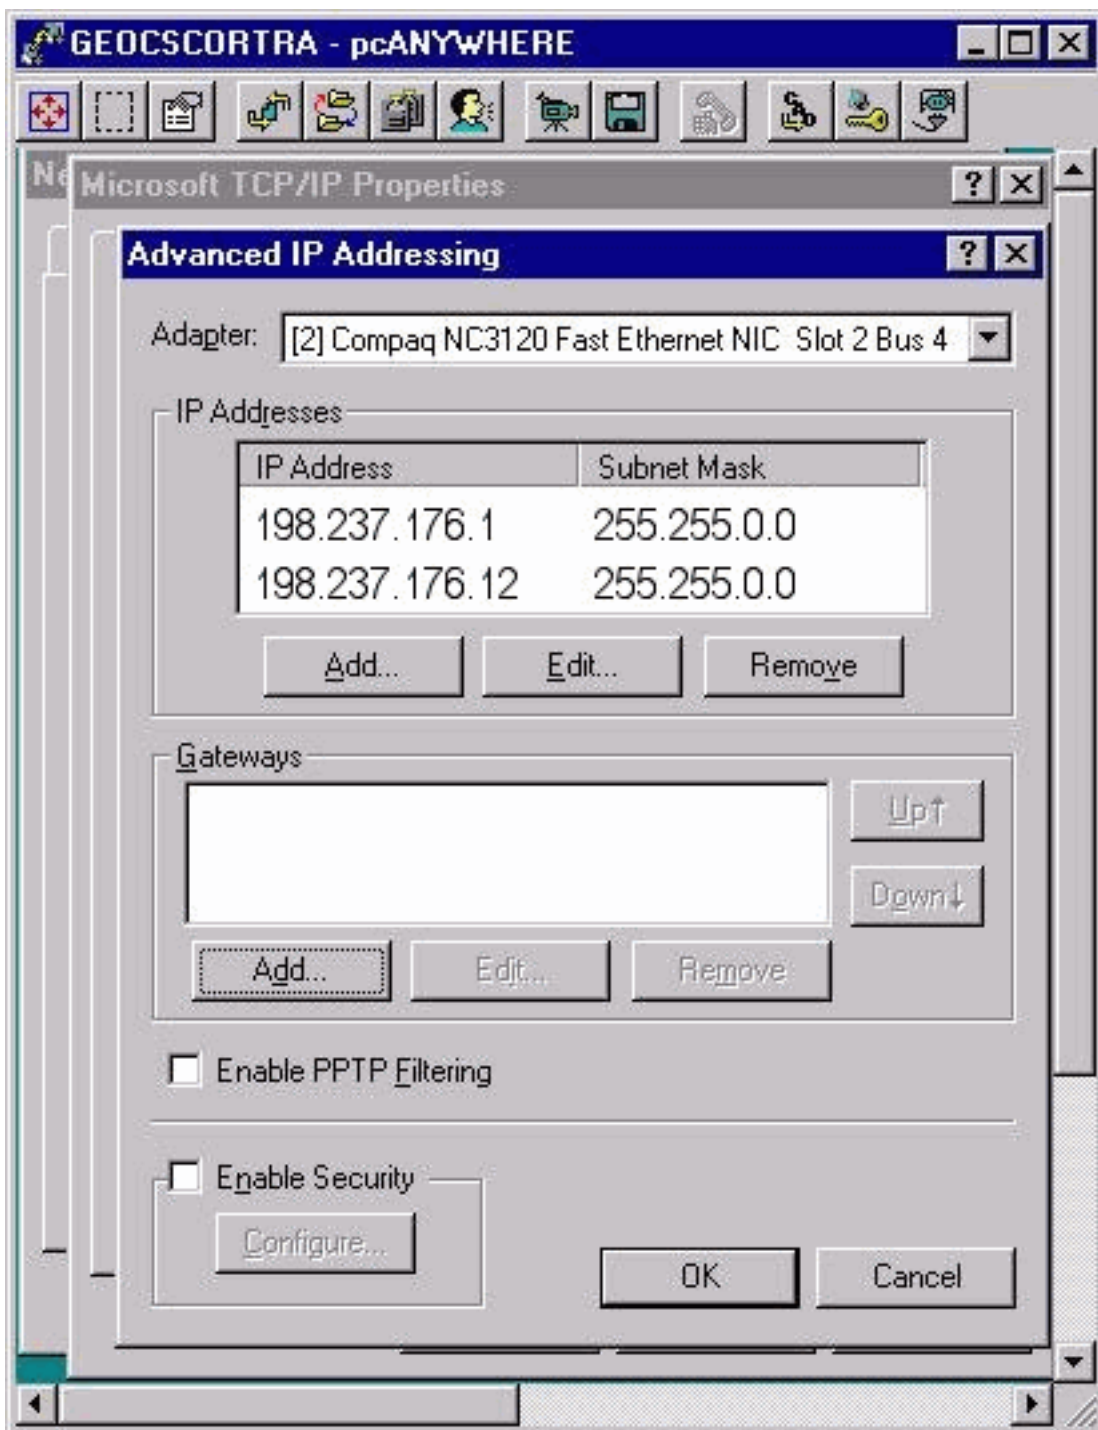 GEOCSCORTRA - pcANYWHERE
Ne
Microsoft TCP/IP Properties
Advanced IP Addressing
Adapter: [2] Compaq NC3120 Fast Ethernet NIC Slot 2 Bus 4
IP Addresses
IP Address Subnet Mask
198.237.176.1 255.255.0.0
198.237.176.12 255.255.0.0
Add... Edit... Remove
Gateways
Up↑
Down↓
Add... Edit... Remove
Enable PPTP Filtering
Enable Security
Configure...
OK Cancel